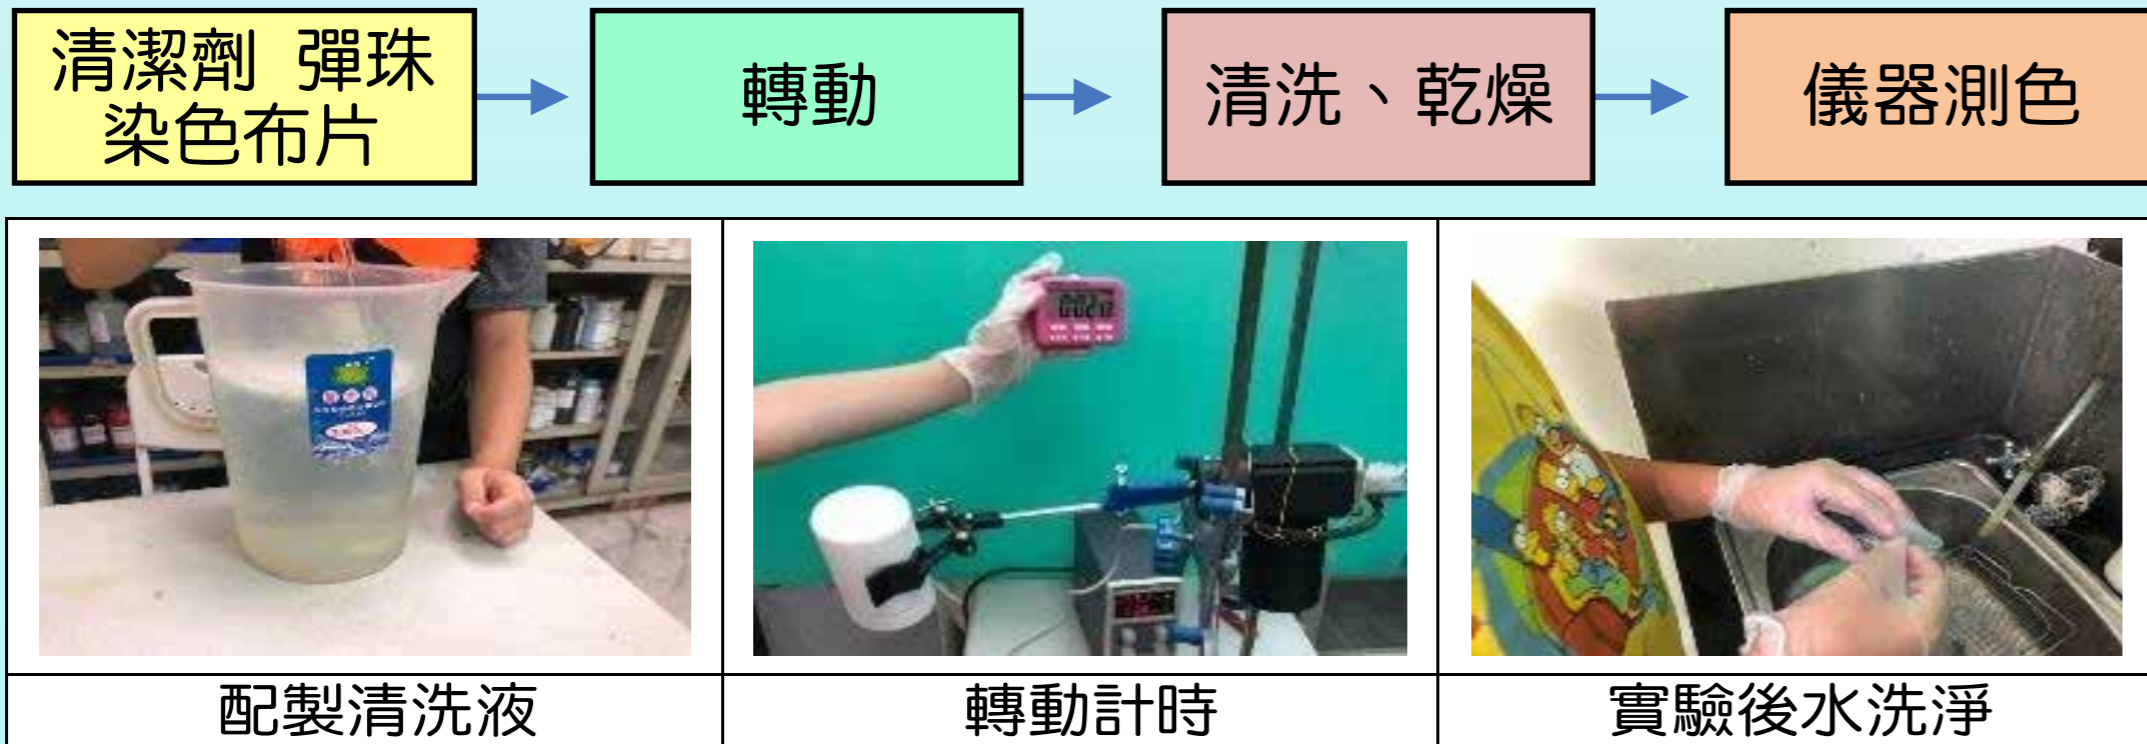 清潔劑 彈珠
染色布片
轉動
清洗、乾燥
儀器測色
配製清洗液
轉動計時
實驗後水洗淨